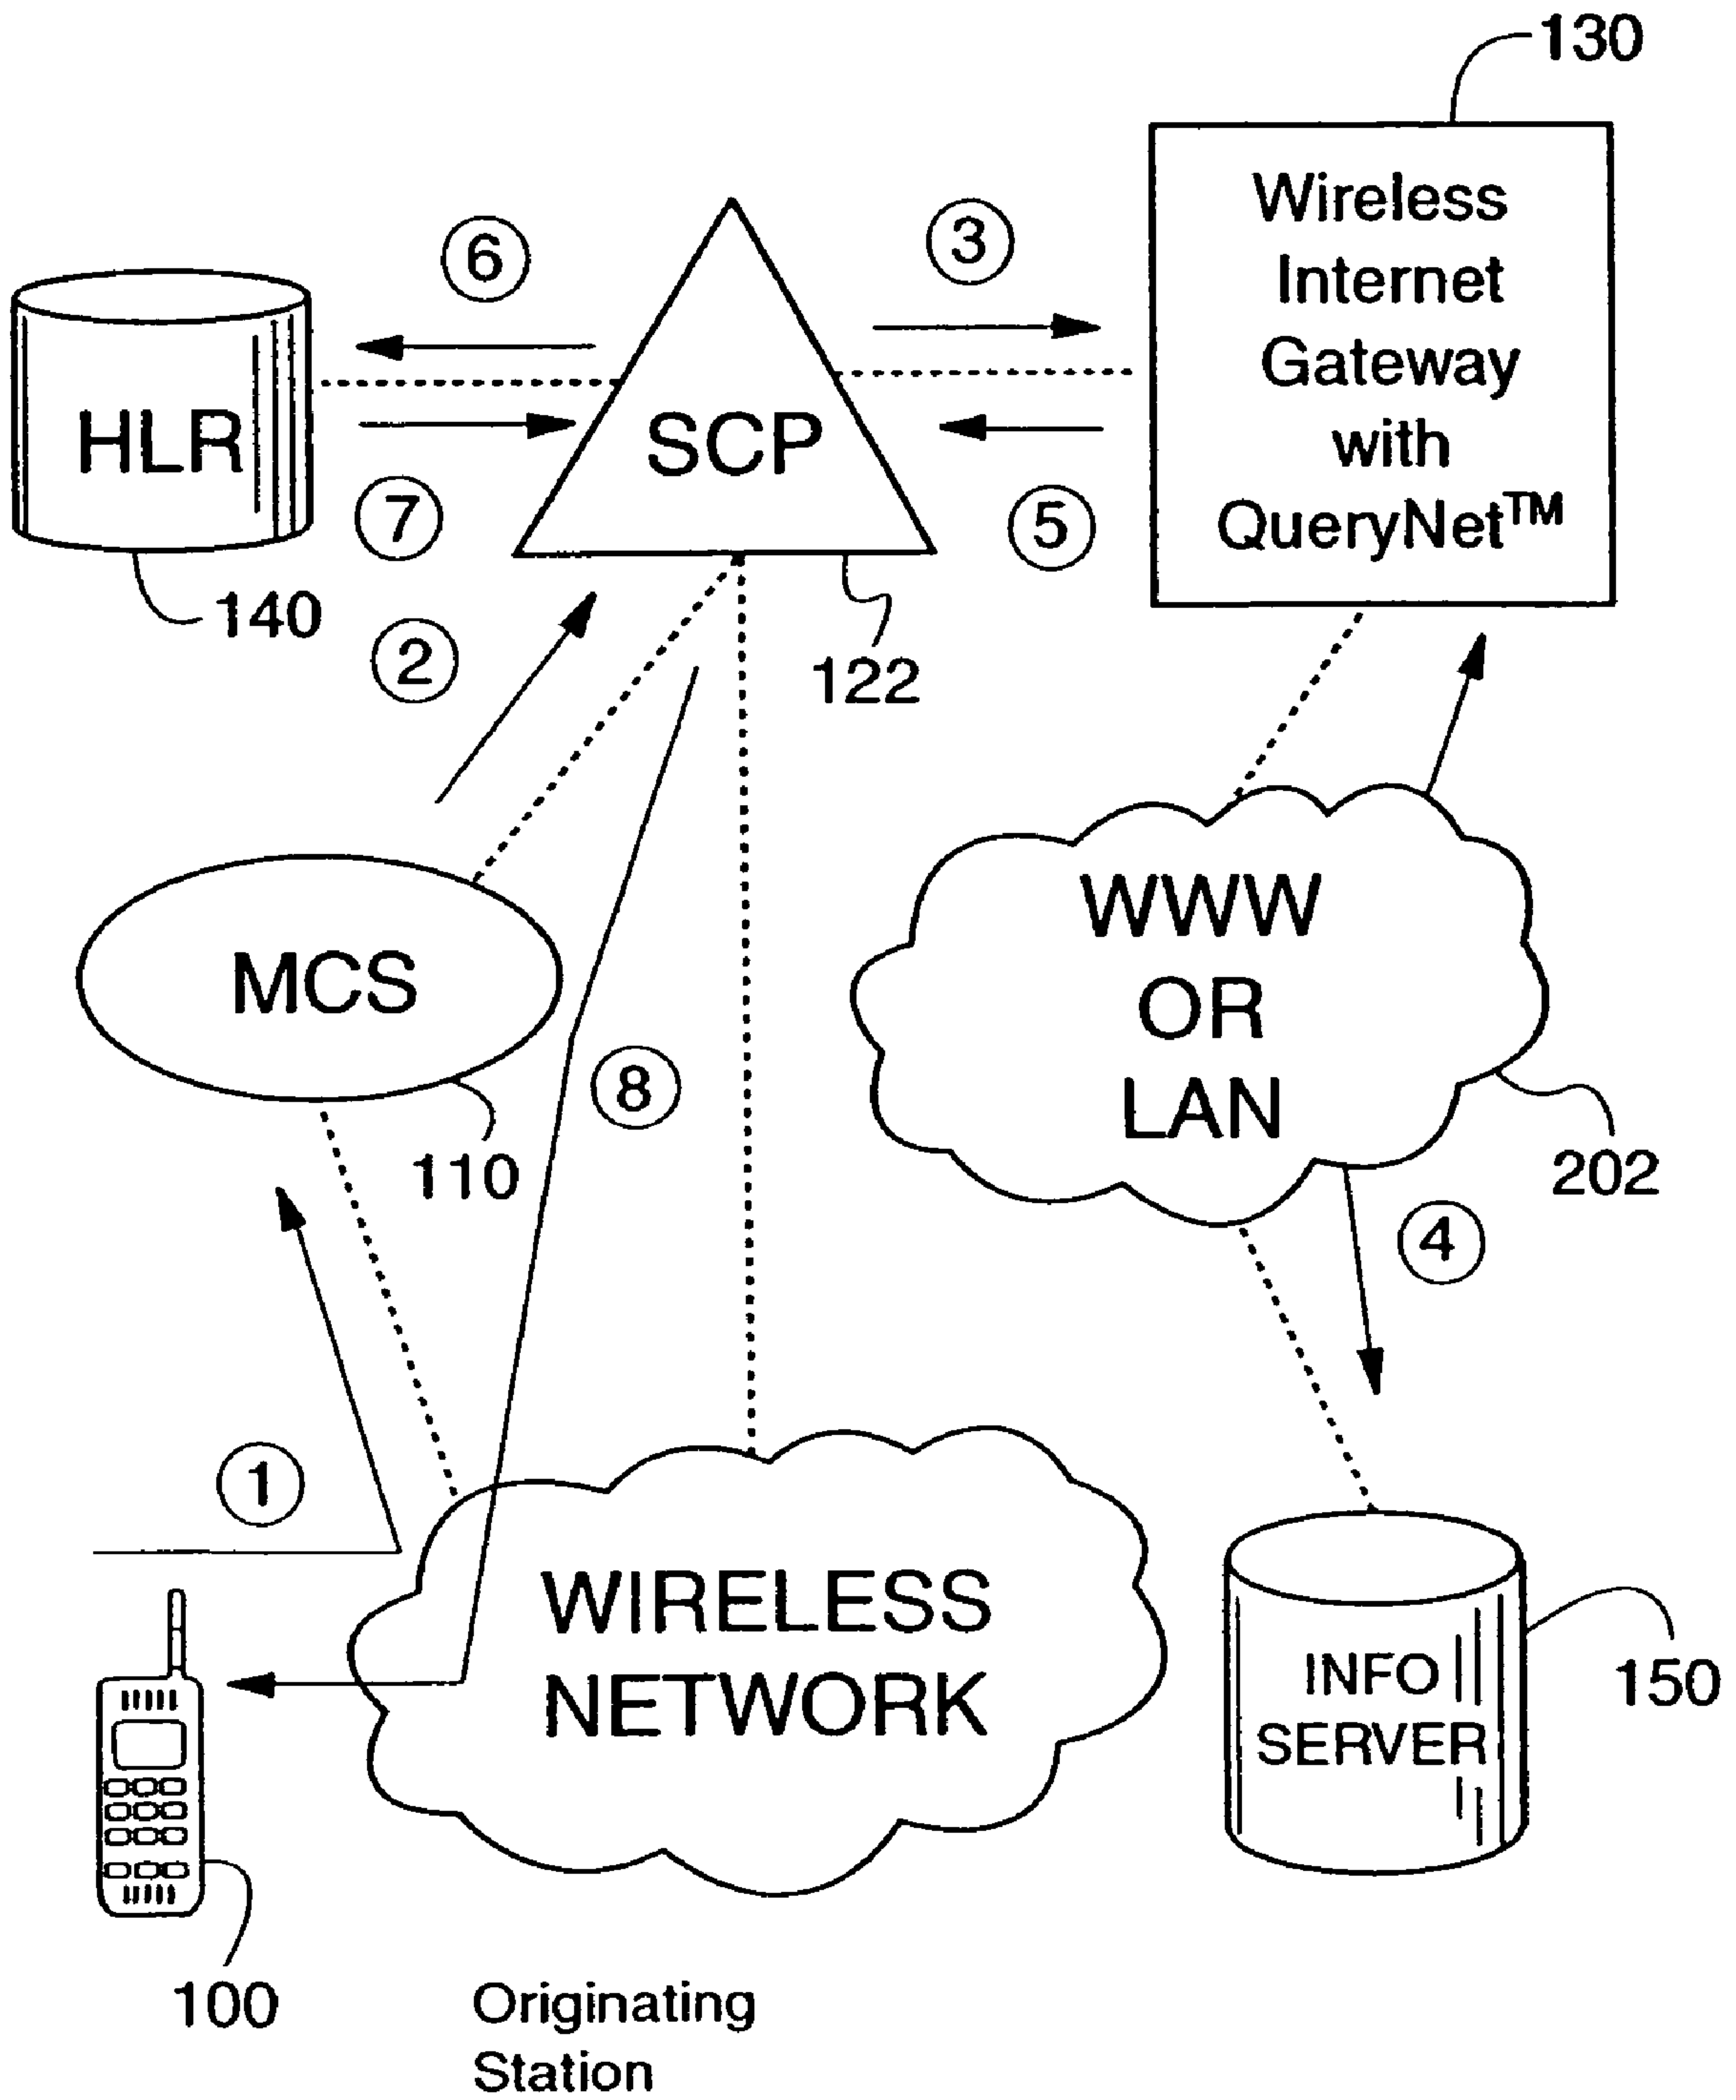 130
Wireless
Internet
Gateway
with
QueryNet™
6
3
HLR
SCP
7
5
140
2
122
MCS
WWW
OR
LAN
8
110
202
4
1
WIRELESS
NETWORK
INFO
SERVER
150
100
Originating
Station